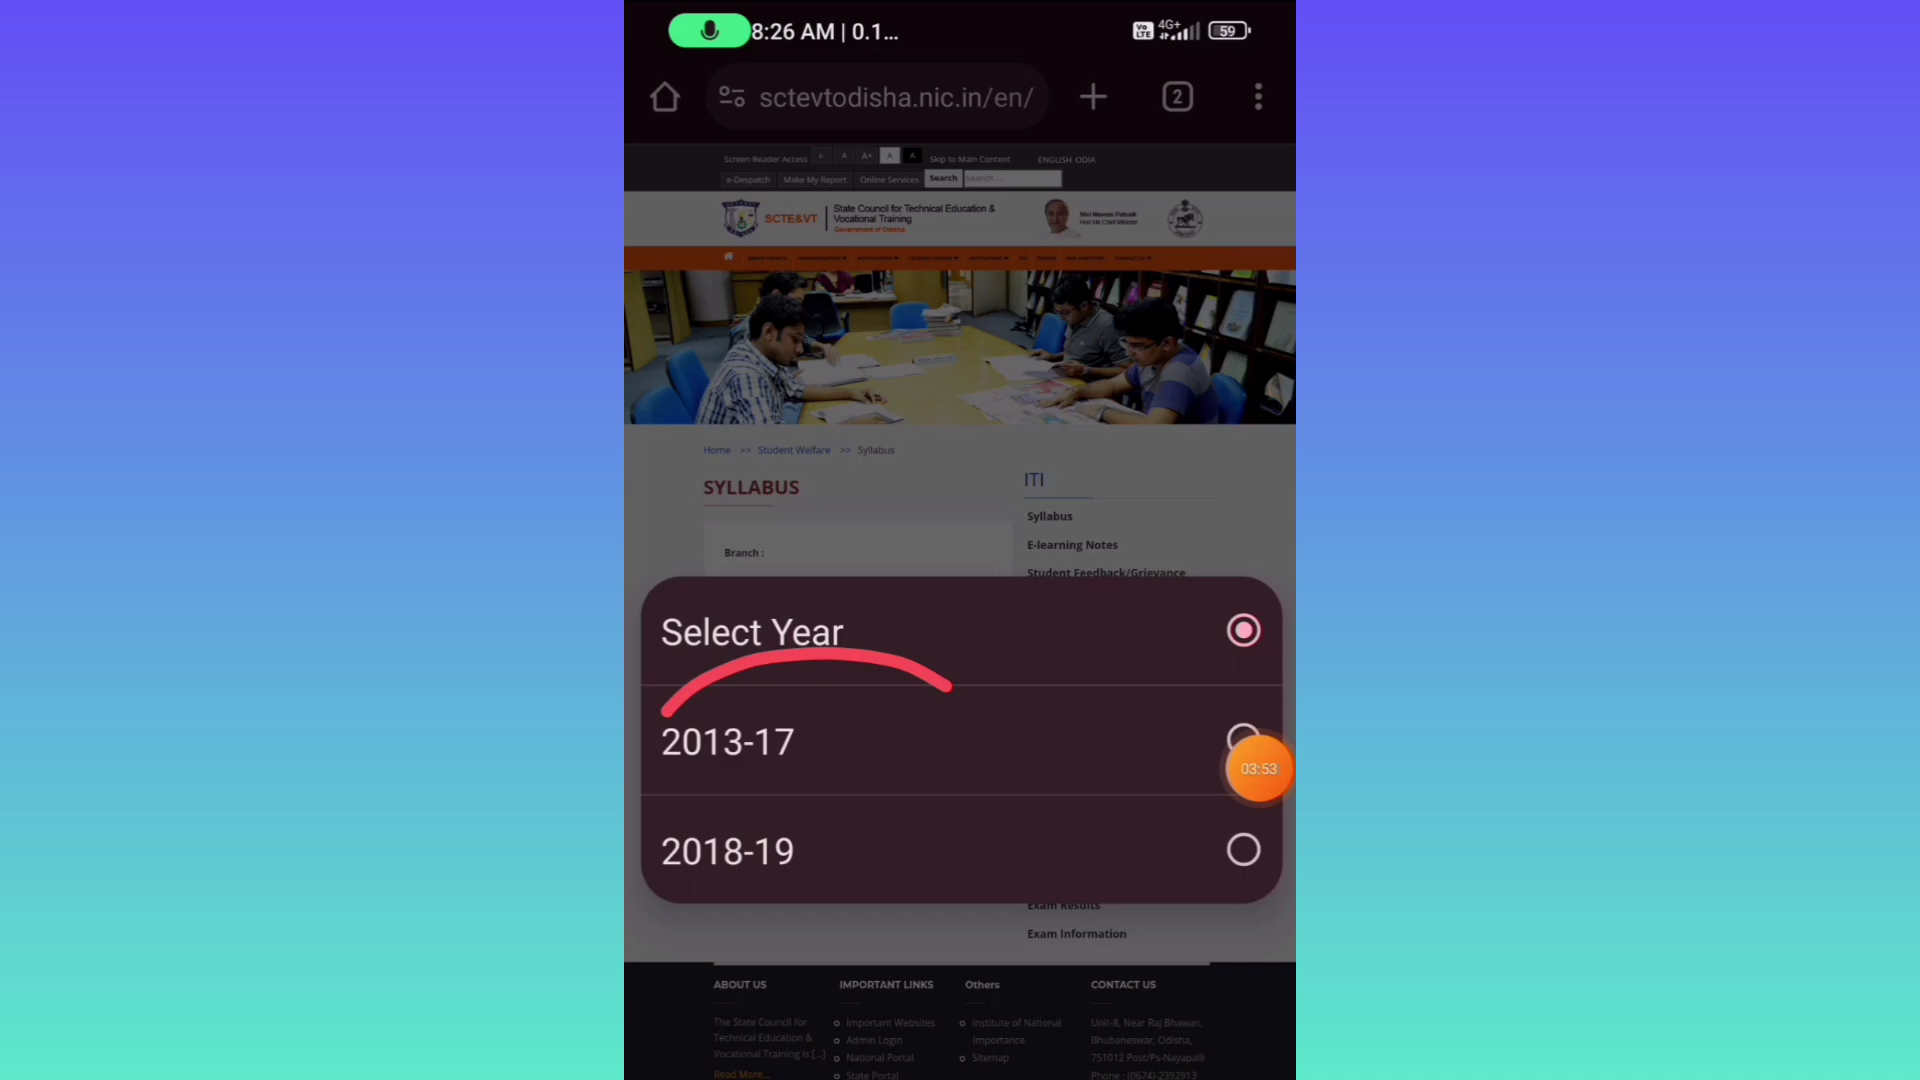 8:26 AM | 0.1...
Vo LTE
4G+
59
sctevtodisha.nic.in/en/
2
Screen Reader Access
A
A+
A
A
Skip to Main Content
ENGLISH ODIA
e-Despatch
Make My Report
Online Services
Search
Search ...
SCTE&VT
State Council for Technical Education &
Vocational Training
Government of Odisha
Shri Naveen Patnaik
Hon'ble Chief Minister
Home >> Student Welfare >> Syllabus
SYLLABUS
ITI
Syllabus
E-learning Notes
Student Feedback/Grievance
Branch :
Select Year
2013-17
03:53
2018-19
Exam Results
Exam Information
ABOUT US
The State Council for
Technical Education &
Vocational Training is [...]
Read More...
IMPORTANT LINKS
Important Websites
Admin Login
National Portal
State Portal
Others
Institute of National
Importance
Sitemap
CONTACT US
Unit-8, Near Raj Bhawan,
Bhubaneswar, Odisha,
751012 Post/Ps-Nayapalli
Phone : (0674)-2392913